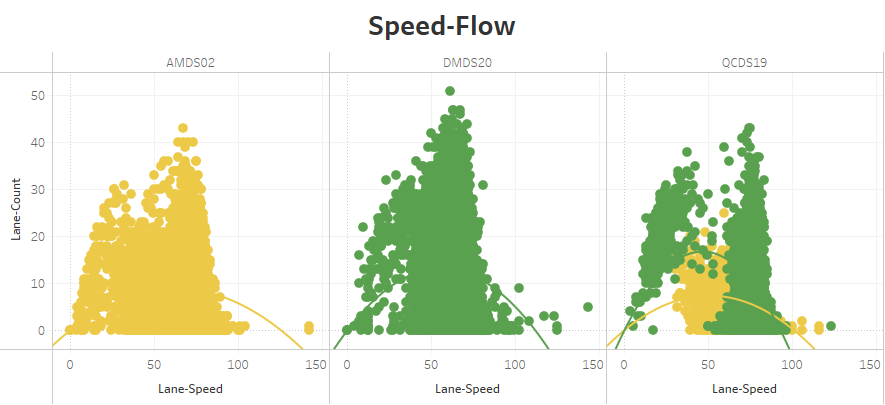 Speed-Flow
AMDS02 DMDS20 QCDS19
50
40
30
20
10
0
Lane-Count
0 50 100 150 0 50 100 150 0 50 100 150
Lane-Speed Lane-Speed Lane-Speed